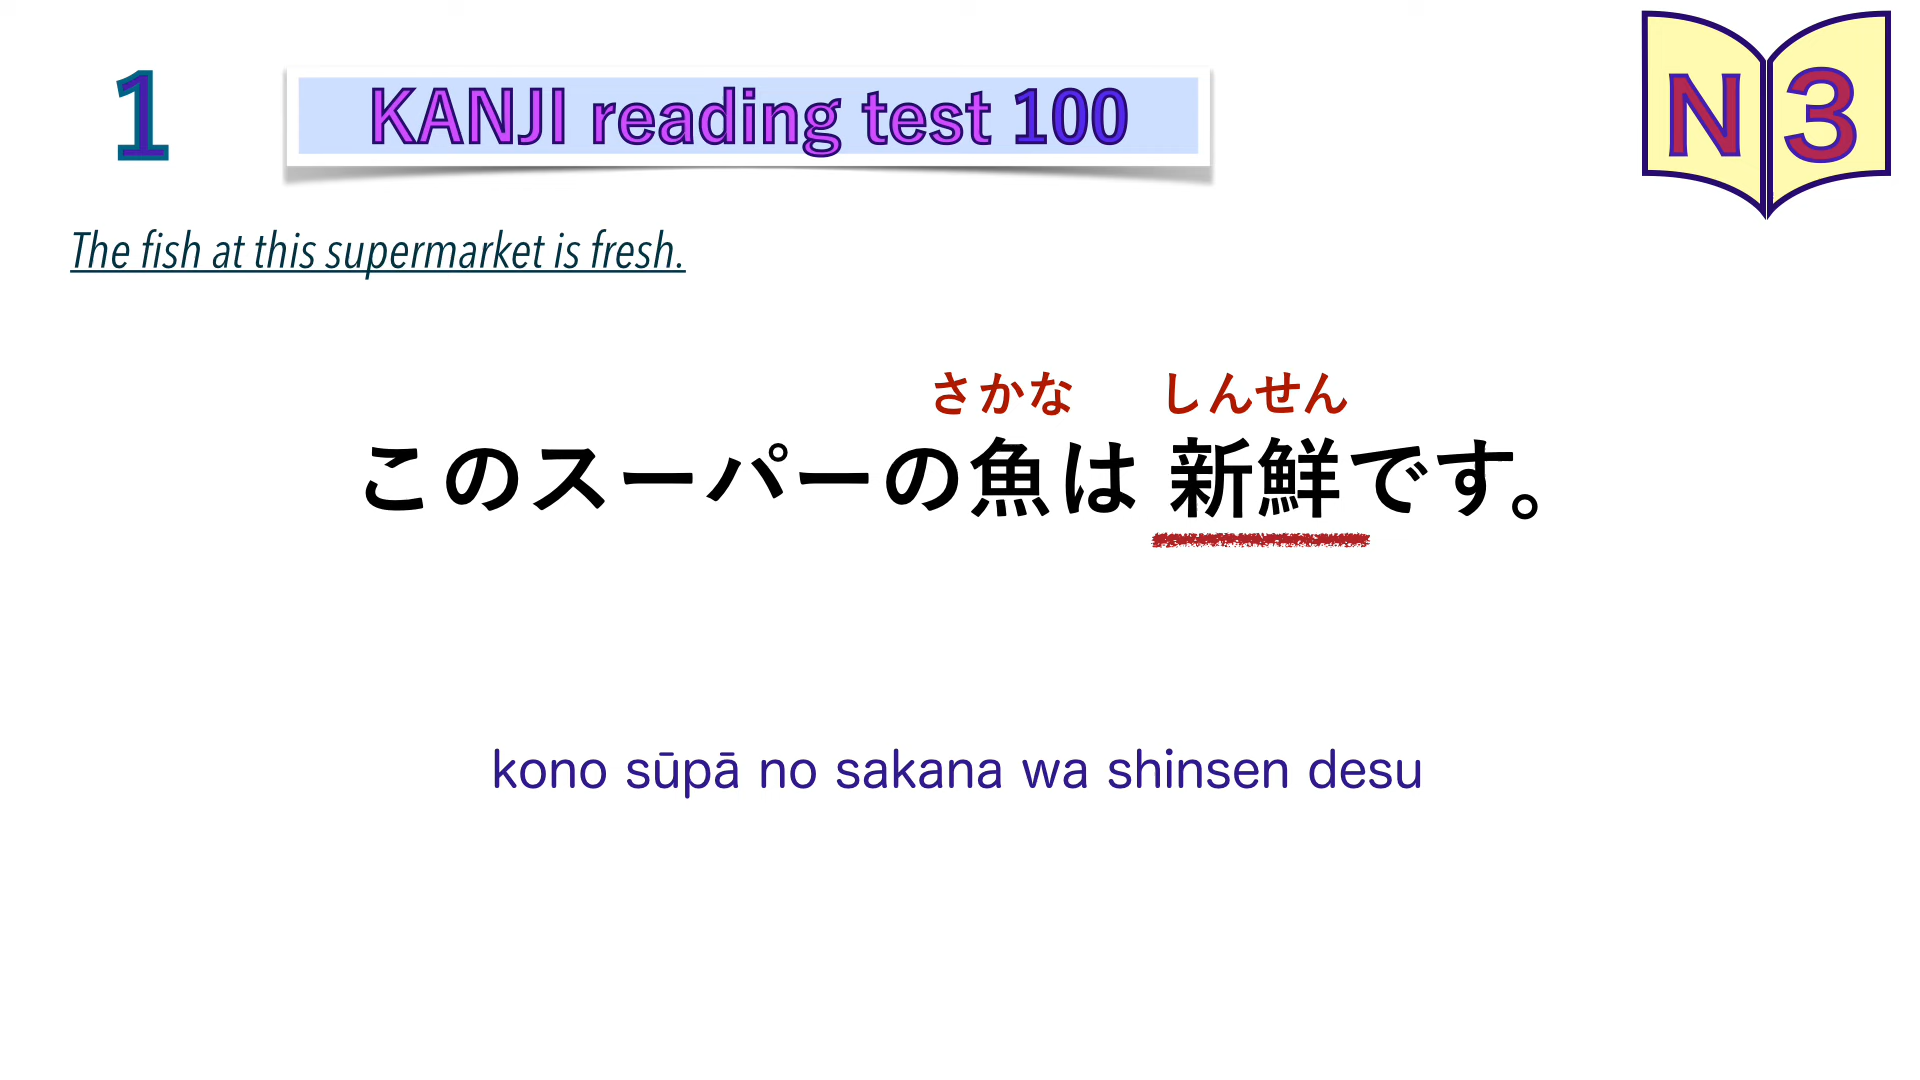 1
KANJI reading test 100
N3
The fish at this supermarket is fresh.
さかな しんせん
このスーパーの魚は 新鮮です。
kono sūpā no sakana wa shinsen desu